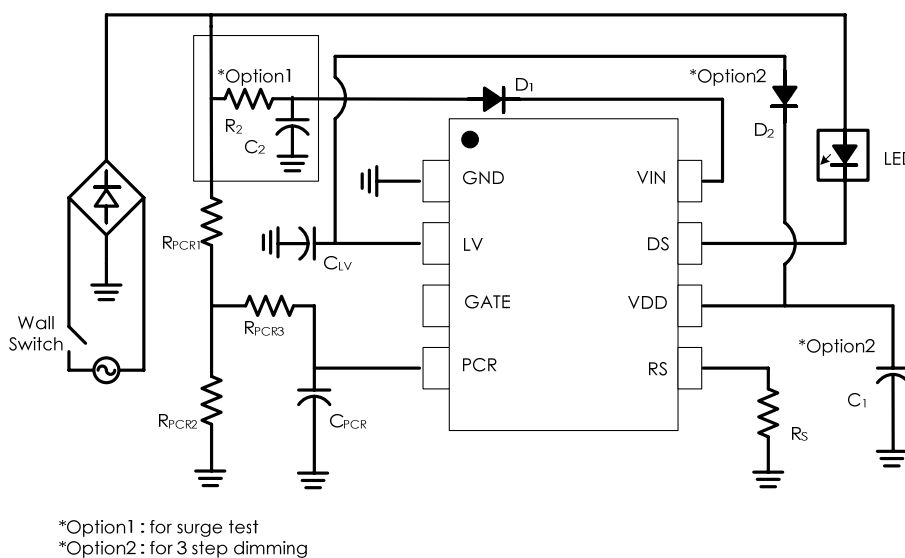 *Option1
R2
C2
D1
*Option2
D2
LED
GND
VIN
RPCR1
CLV
LV
DS
GATE
VDD
Wall
Switch
RPCR3
PCR
RS
*Option2
C1
RPCR2
CPCR
RS
*Option1 : for surge test
*Option2 : for 3 step dimming